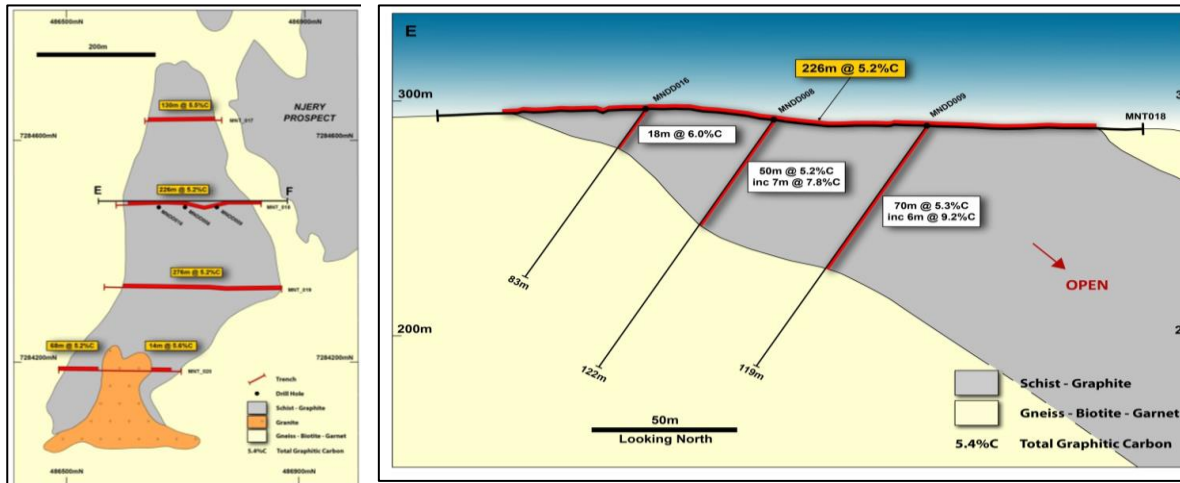 486500mN
486900mN
200m
NJERY
PROSPECT
130m @ 5.5%C
MNT_017
7284600mN
7284600mN
E
226m @ 5.2%C
F
MNT_018
MNDD016
MNDD008
MNDD009
276m @ 5.2%C
MNT_019
68m @ 5.2%C
14m @ 5.6%C
7284200mN
7284200mN
MNT_020
Trench
Drill Hole
Schist - Graphite
Granite
Gneiss - Biotite - Garnet
5.4%C Total Graphitic Carbon
486500mN
486900mN
E
226m @ 5.2%C
300m
MNDD016
MNDD008
MNDD009
MNT018
18m @ 6.0%C
50m @ 5.2%C
inc 7m @ 7.8%C
70m @ 5.3%C
inc 6m @ 9.2%C
OPEN
83m
200m
2
122m
119m
50m
Looking North
Schist - Graphite
Gneiss - Biotite - Garnet
5.4%C Total Graphitic Carbon